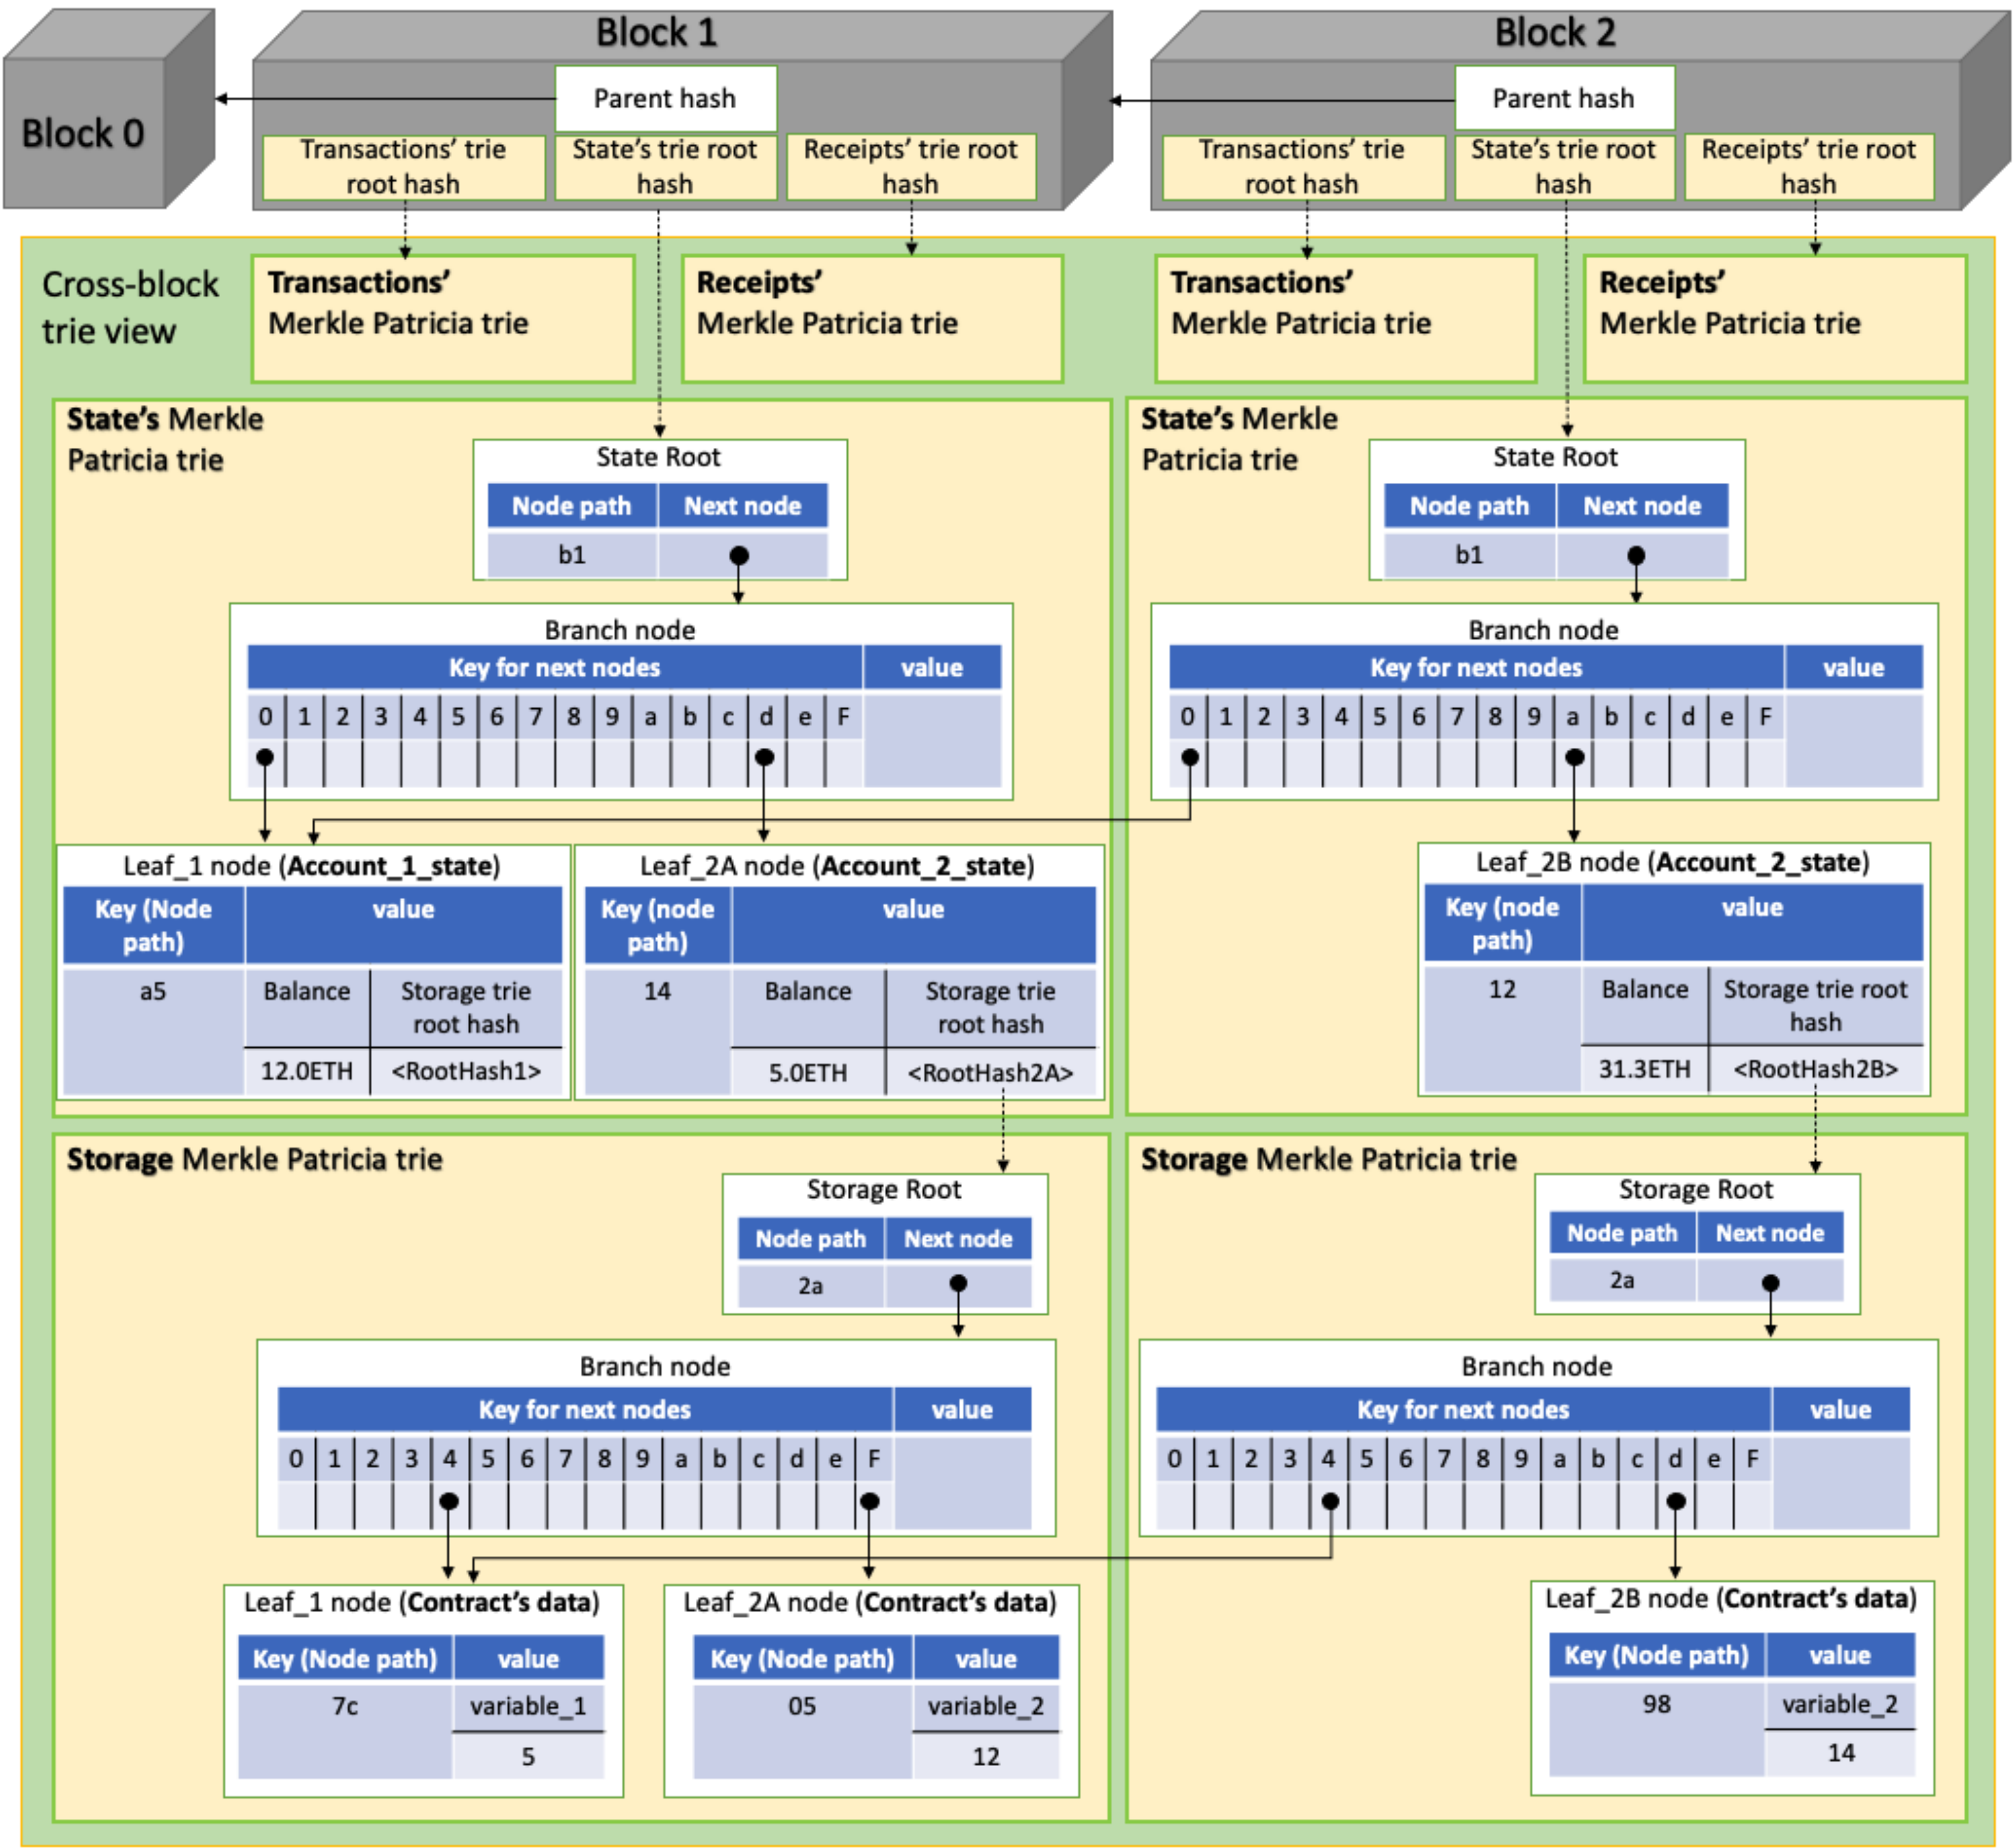 Block 0
Block 1
Parent hash
Transactions’ trie
root hash
State’s trie root
hash
Receipts’ trie root
hash
Block 2
Parent hash
Transactions’ trie
root hash
State’s trie root
hash
Receipts’ trie root
hash
Cross-block
trie view
Transactions’
Merkle Patricia trie
Receipts’
Merkle Patricia trie
Transactions’
Merkle Patricia trie
Receipts’
Merkle Patricia trie
State’s Merkle
Patricia trie
State Root
Node path Next node
b1
Branch node
Key for next nodes value
0 1 2 3 4 5 6 7 8 9 a b c d e F
Leaf_1 node (Account_1_state)
Key (Node
path)
value
a5
Balance
Storage trie
root hash
12.0ETH <RootHash1>
Leaf_2A node (Account_2_state)
Key (node
path)
value
14
Balance
Storage trie
root hash
5.0ETH <RootHash2A>
State’s Merkle
Patricia trie
State Root
Node path Next node
b1
Branch node
Key for next nodes value
0 1 2 3 4 5 6 7 8 9 a b c d e F
Leaf_2B node (Account_2_state)
Key (node
path)
value
12
Balance
Storage trie root
hash
31.3ETH <RootHash2B>
Storage Merkle Patricia trie
Storage Root
Node path Next node
2a
Branch node
Key for next nodes value
0 1 2 3 4 5 6 7 8 9 a b c d e F
Leaf_1 node (Contract’s data)
Key (Node path) value
7c variable_1
5
Leaf_2A node (Contract’s data)
Key (Node path) value
05 variable_2
12
Storage Merkle Patricia trie
Storage Root
Node path Next node
2a
Branch node
Key for next nodes value
0 1 2 3 4 5 6 7 8 9 a b c d e F
Leaf_2B node (Contract’s data)
Key (Node path) value
98 variable_2
14